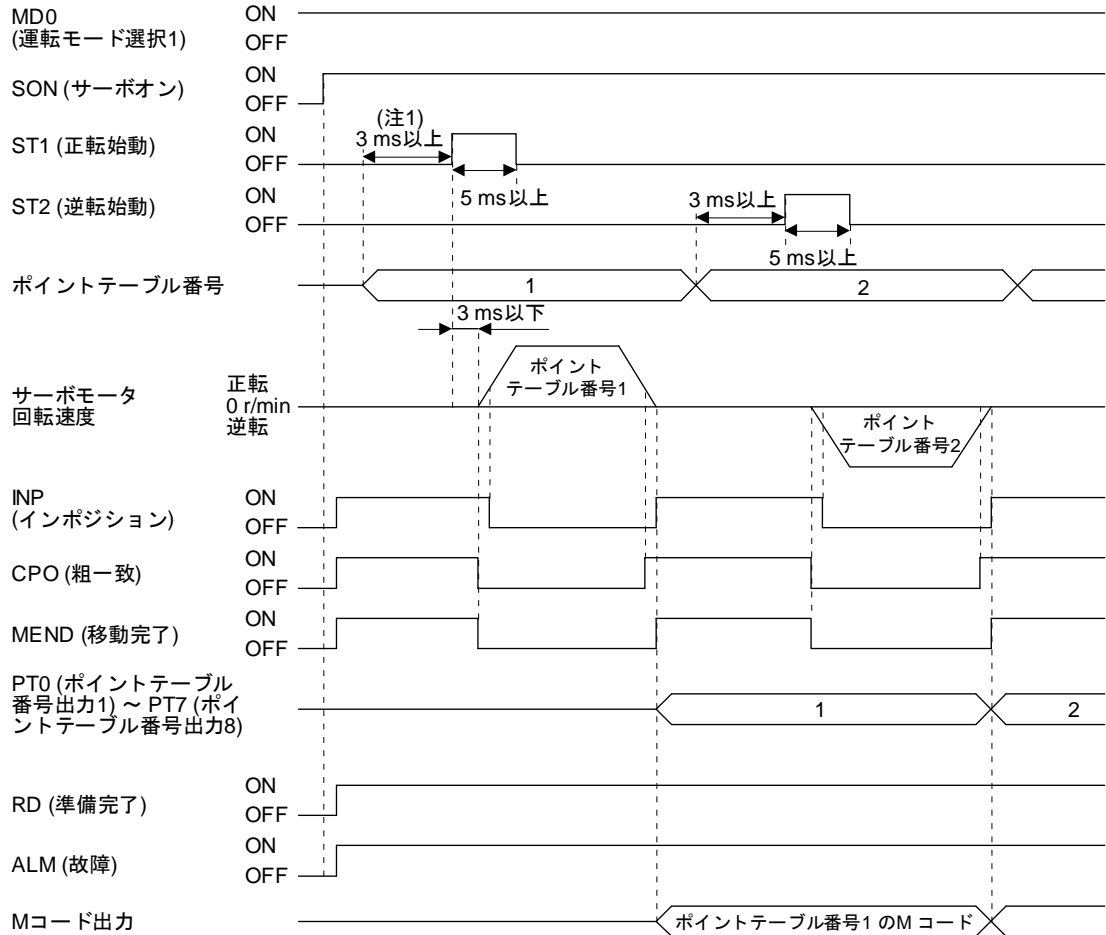 MD0
(運転モード選択1)
ON
OFF
SON (サーボオン)
ON
OFF
ST1 (正転始動)
ON
OFF
(注1)
3 ms以上
5 ms以上
ST2 (逆転始動)
ON
OFF
3 ms以上
5 ms以上
ポイントテーブル番号
1
2
3 ms以下
サーボモータ
回転速度
正転
0 r/min
逆転
ポイント
テーブル番号1
ポイント
テーブル番号2
INP
(インポジション)
ON
OFF
CPO (粗一致)
ON
OFF
MEND (移動完了)
ON
OFF
PT0 (ポイントテーブル
番号出力1) ～ PT7 (ポイ
ントテーブル番号出力8)
1
2
RD (準備完了)
ON
OFF
ALM (故障)
ON
OFF
Mコード出力
ポイントテーブル番号1 のM コード